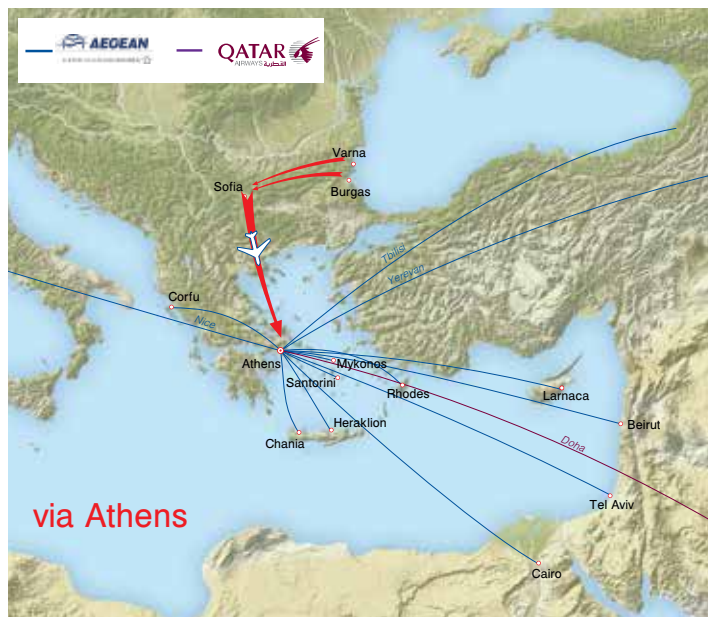 AEGEAN
QATAR
AIRWAYS القطرية
Varna
Sofia
Burgas
Tbilisi
Yerevan
Corfu
Nice
Athens
Mykonos
Santorini
Rhodes
Larnaca
Heraklion
Beirut
Chania
Doha
Tel Aviv
via Athens
Cairo